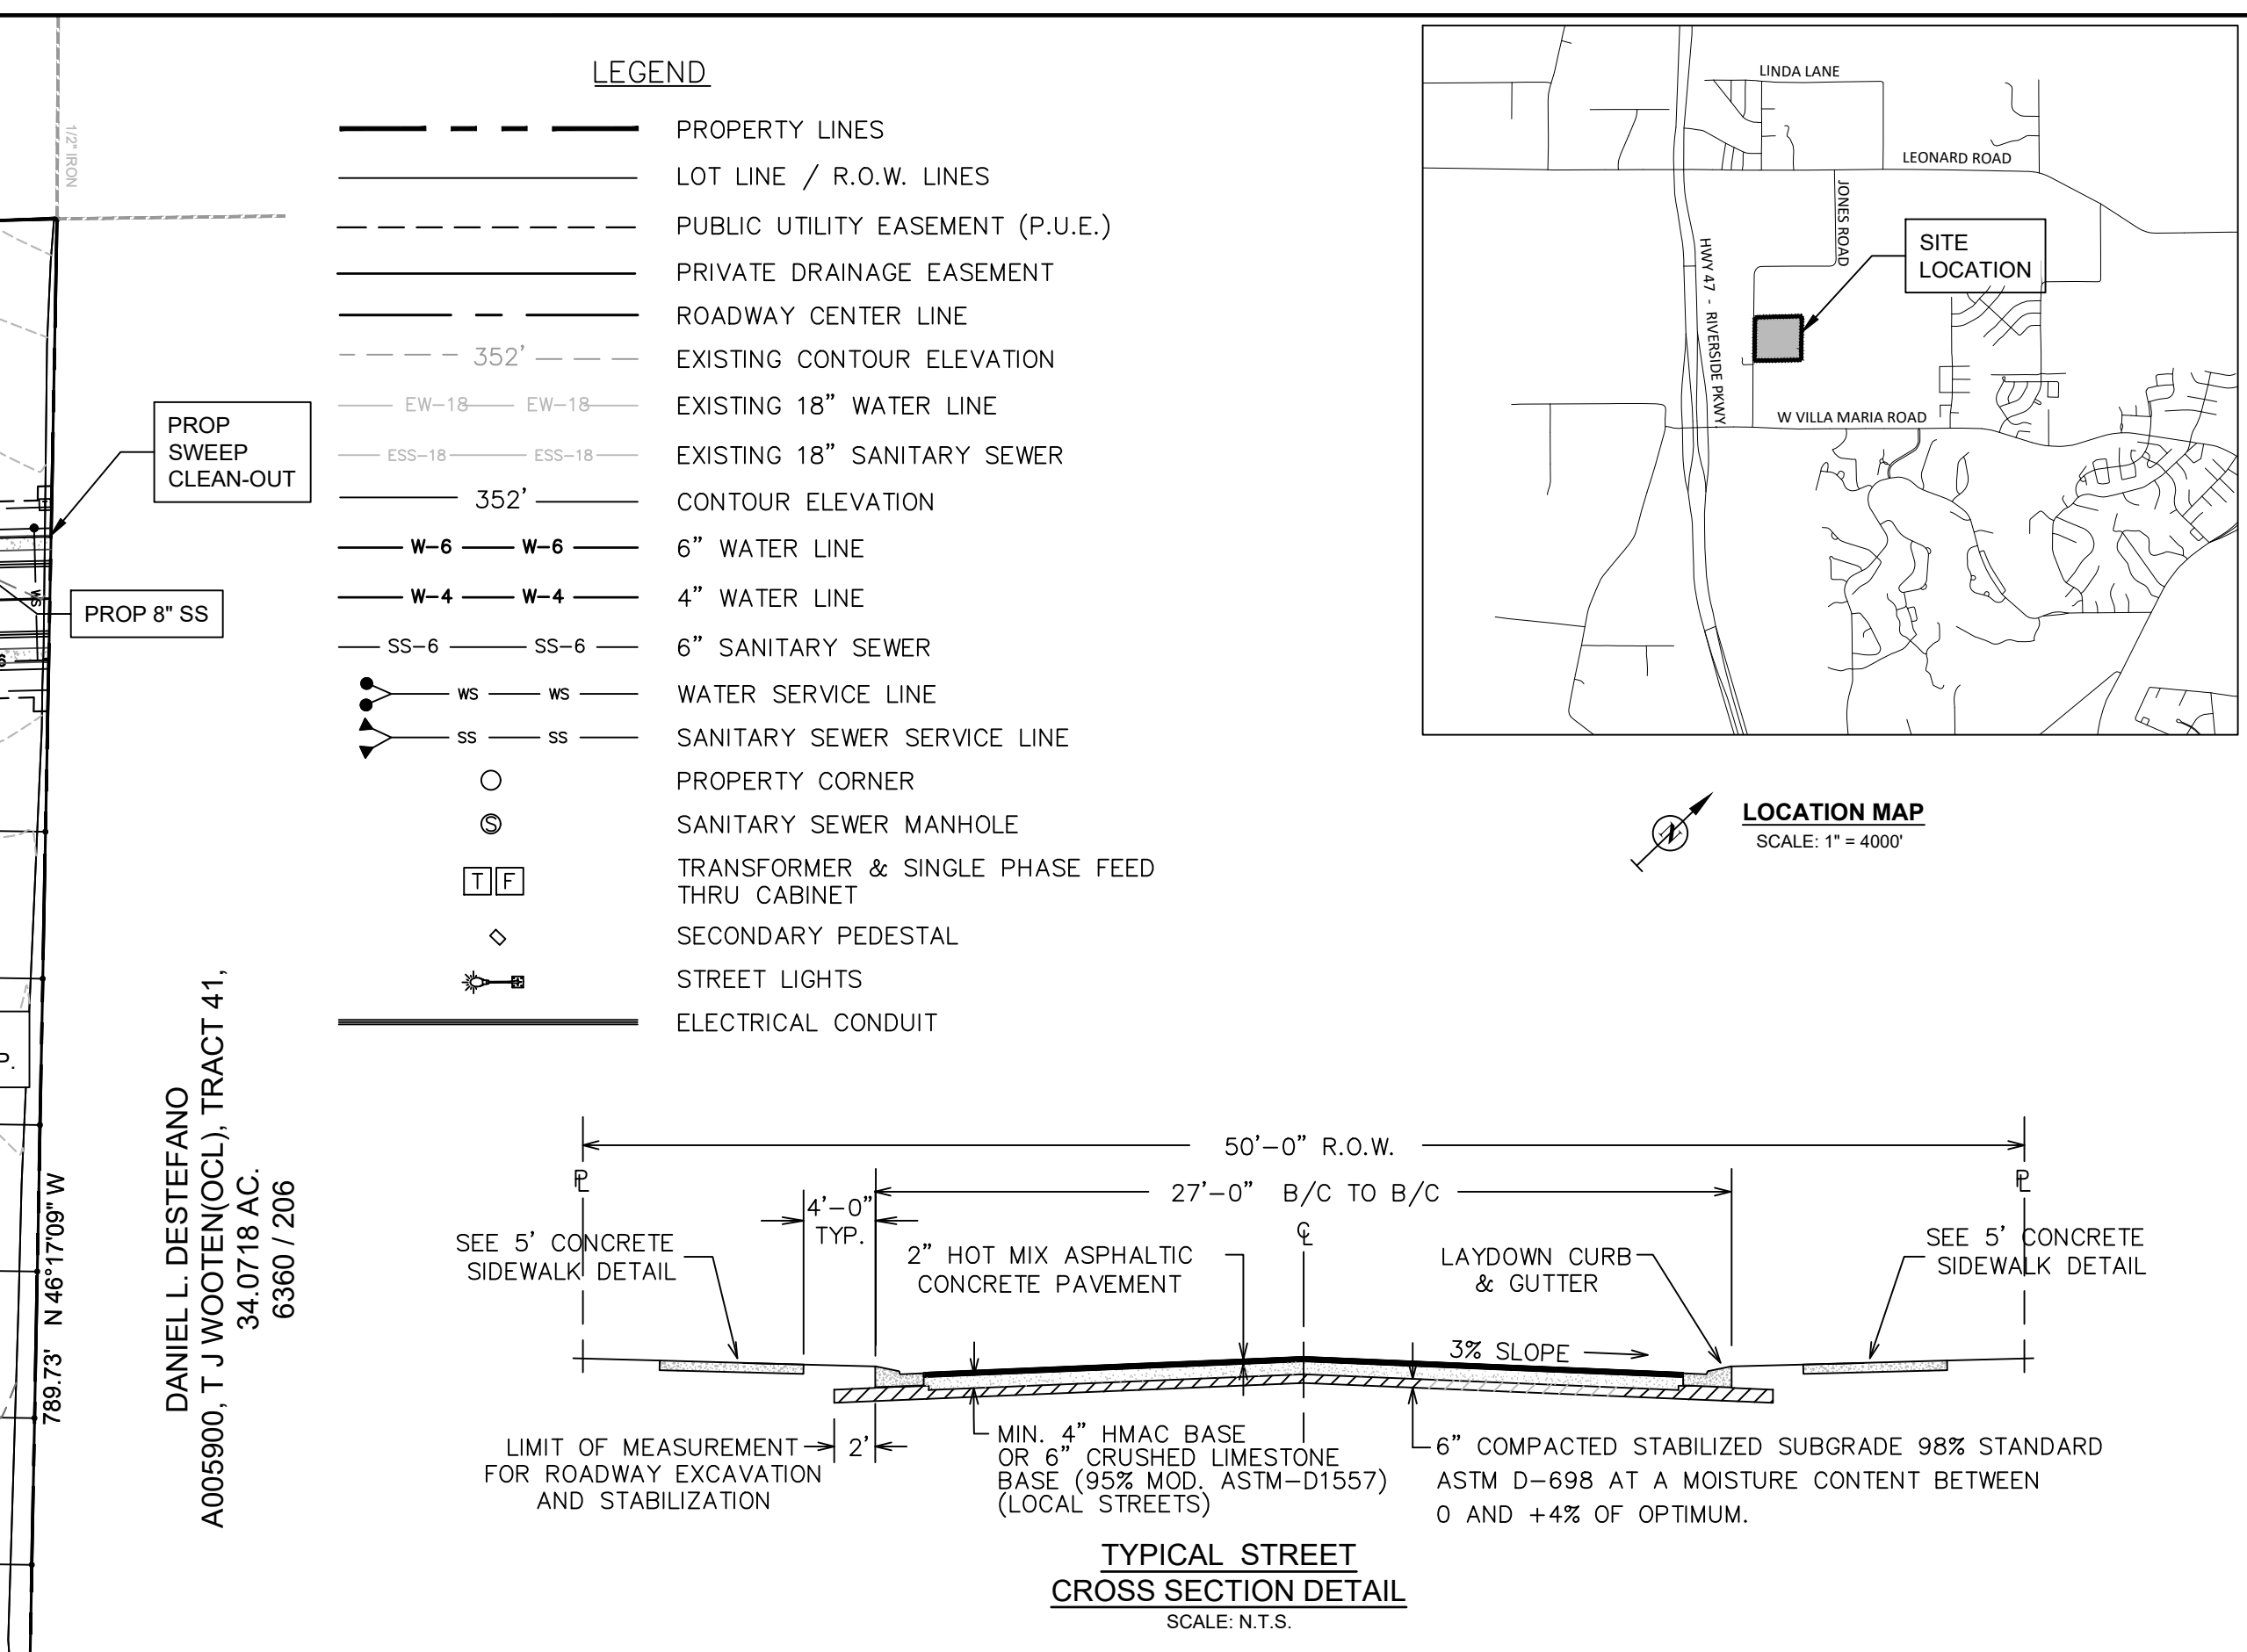 LEGEND
PROPERTY LINES
LOT LINE / R.O.W. LINES
PUBLIC UTILITY EASEMENT (P.U.E.)
PRIVATE DRAINAGE EASEMENT
ROADWAY CENTER LINE
352' EXISTING CONTOUR ELEVATION
EW-18 EW-18 EXISTING 18" WATER LINE
ESS-18 ESS-18 EXISTING 18" SANITARY SEWER
352' CONTOUR ELEVATION
W-6 W-6 6" WATER LINE
W-4 W-4 4" WATER LINE
SS-6 SS-6 6" SANITARY SEWER
WS WS WATER SERVICE LINE
SS SS SANITARY SEWER SERVICE LINE
PROPERTY CORNER
S SANITARY SEWER MANHOLE
T F TRANSFORMER & SINGLE PHASE FEED
THRU CABINET
SECONDARY PEDESTAL
STREET LIGHTS
ELECTRICAL CONDUIT
1/2" IRON
PROP
SWEEP
CLEAN-OUT
WS
PROP 8" SS
P.
789.73' N 46°17'09" W
DANIEL L. DESTEFANO
A005900, T J WOOTEN(OCL), TRACT 41,
34.0718 AC.
6360 / 206
LINDA LANE
LEONARD ROAD
JONES ROAD
SITE
LOCATION
HWY 47 - RIVERSIDE PKWY.
W VILLA MARIA ROAD
N
LOCATION MAP
SCALE: 1" = 4000'
50'-0" R.O.W.
PL
PL
27'-0" B/C TO B/C
4'-0"
TYP.
CL
SEE 5' CONCRETE
SIDEWALK DETAIL
2" HOT MIX ASPHALTIC
CONCRETE PAVEMENT
LAYDOWN CURB
& GUTTER
SEE 5' CONCRETE
SIDEWALK DETAIL
3% SLOPE
LIMIT OF MEASUREMENT
FOR ROADWAY EXCAVATION
AND STABILIZATION
2'
MIN. 4" HMAC BASE
OR 6" CRUSHED LIMESTONE
BASE (95% MOD. ASTM-D1557)
(LOCAL STREETS)
6" COMPACTED STABILIZED SUBGRADE 98% STANDARD
ASTM D-698 AT A MOISTURE CONTENT BETWEEN
0 AND +4% OF OPTIMUM.
TYPICAL STREET
CROSS SECTION DETAIL
SCALE: N.T.S.